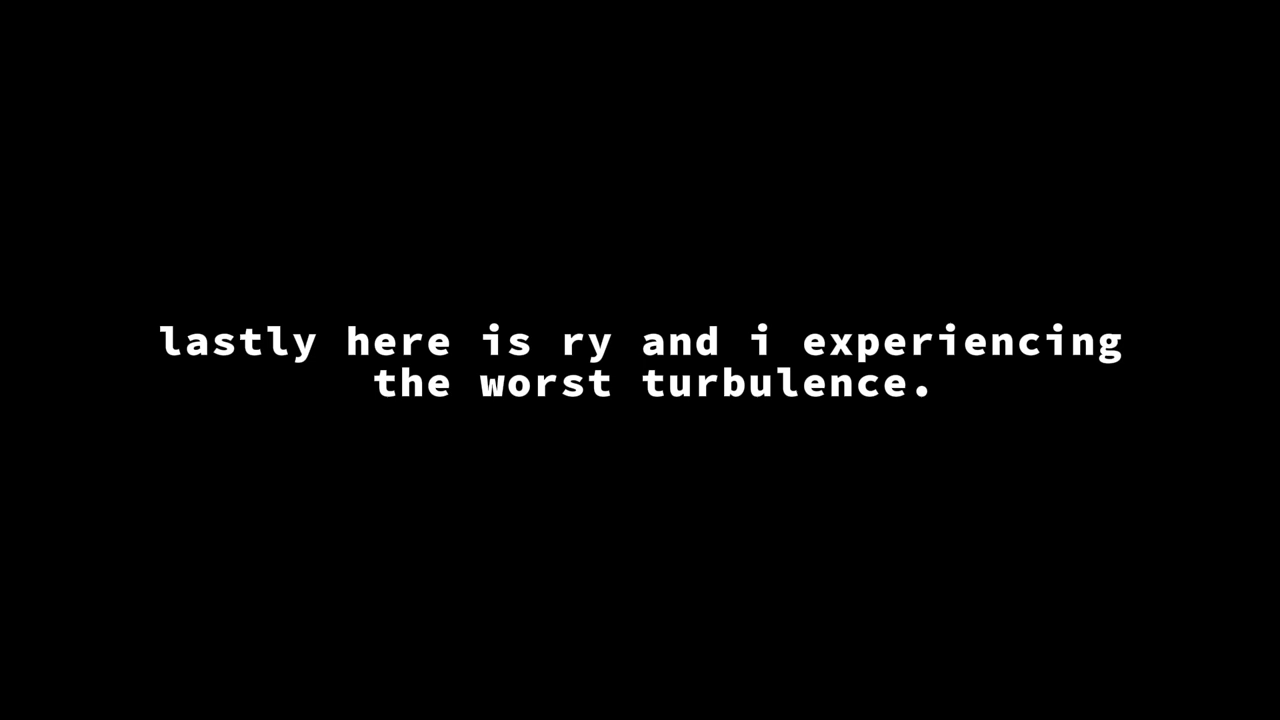 lastly here is ry and i experiencing
the worst turbulence.